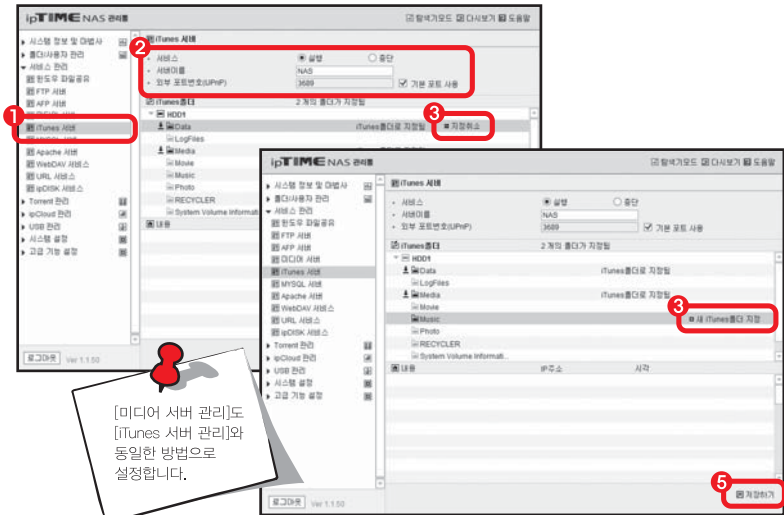 ipTIME NAS 관리툴
탐색기모드 다시보기 도움말
시스템 정보 및 마법사
폴더/사용자 관리
서비스 관리
윈도우 파일공유
FTP 서버
AFP 서버
iTunes 서버
Apache 서버
WebDAV 서비스
URL 서비스
ipDISK 서비스
Torrent 관리
ipCloud 관리
USB 관리
시스템 설정
고급 기능 설정
로그아웃 Ver 1.1.50
1
iTunes 서버
2
서비스 실행 중단
서버이름 NAS
외부 포트번호(UPnP) 3689 기본 포트 사용
iTunes폴더 2 개의 폴더가 지정됨
HDD1
3
Data iTunes폴더로 지정됨 지정취소
LogFiles
Media
Movie
Music
Photo
RECYCLER
System Volume Informati
내용
ipTIME NAS 관리툴
탐색기모드 다시보기 도움말
시스템 정보 및 마법사
폴더/사용자 관리
서비스 관리
윈도우 파일공유
FTP 서버
AFP 서버
미디어 서버
iTunes 서버
MYSQL 서버
Apache 서버
WebDAV 서비스
URL 서비스
ipDISK 서비스
Torrent 관리
ipCloud 관리
USB 관리
시스템 설정
고급 기능 설정
로그아웃 Ver 1.1.50
iTunes 서버
서비스 실행 중단
서버이름 NAS
외부 포트번호(UPnP) 3689 기본 포트 사용
iTunes폴더 2 개의 폴더가 지정됨
HDD1
Data iTunes폴더로 지정됨
LogFiles
Media iTunes폴더로 지정됨
Movie
3
Music 새 iTunes폴더 지정
Photo
RECYCLER
System Volume Informati..
내용 IP주소 시각
5
저장하기
[미디어 서버 관리]도
[iTunes 서버 관리]와
동일한 방법으로
설정합니다.